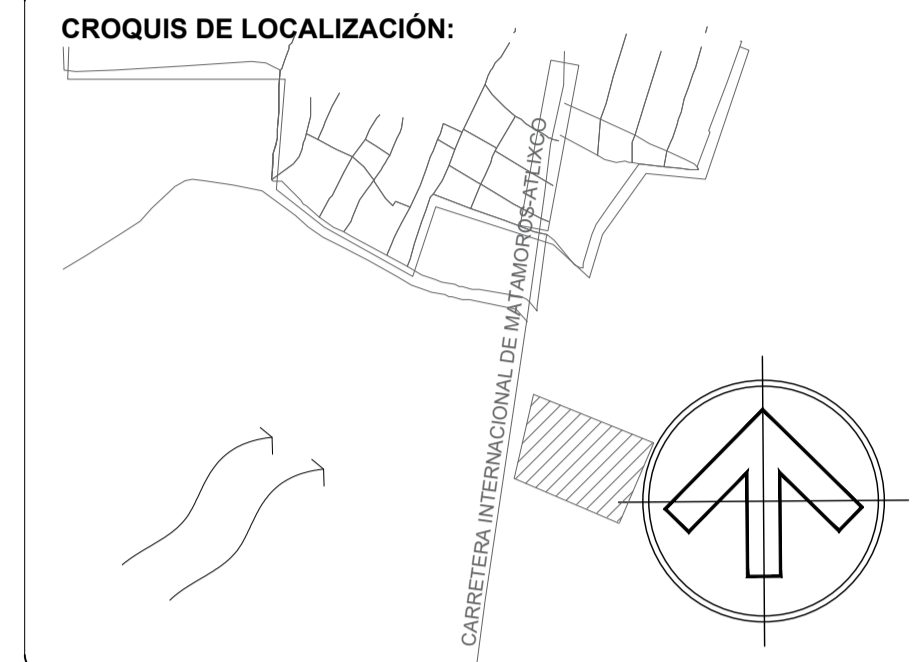 CROQUIS DE LOCALIZACIÓN:
CARRETERA INTERNACIONAL DE MATAMOROS-ATLIXCO